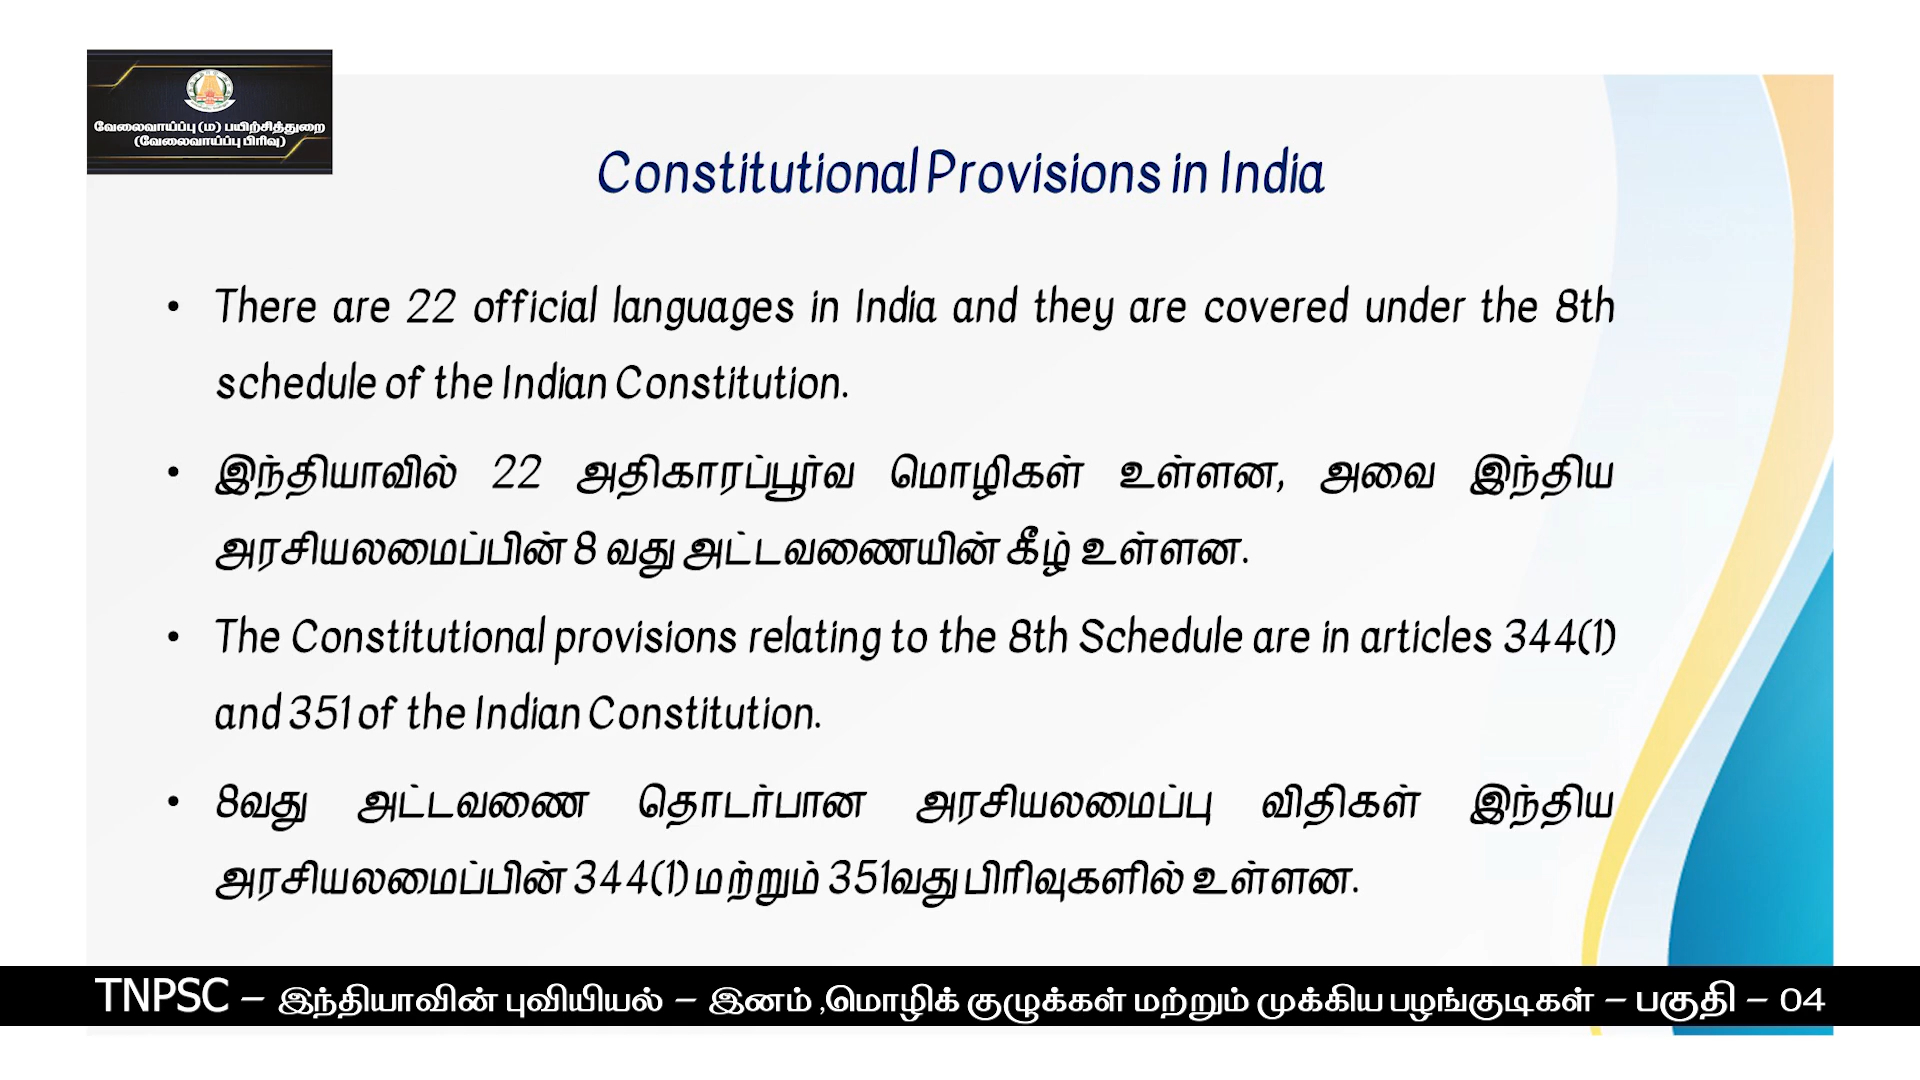 வேலைவாய்ப்பு (ம) பயிற்சித்துறை
(வேலைவாய்ப்பு பிரிவு)
Constitutional Provisions in India
• There are 22 official languages in India and they are covered under the 8th
schedule of the Indian Constitution.
• இந்தியாவில் 22 அதிகாரப்பூர்வ மொழிகள் உள்ளன, அவை இந்திய
அரசியலமைப்பின் 8 வது அட்டவணையின் கீழ் உள்ளன.
• The Constitutional provisions relating to the 8th Schedule are in articles 344(1)
and 351 of the Indian Constitution.
• 8வது அட்டவணை தொடர்பான அரசியலமைப்பு விதிகள் இந்திய
அரசியலமைப்பின் 344(1) மற்றும் 351வது பிரிவுகளில் உள்ளன.
TNPSC – இந்தியாவின் புவியியல் – இனம் ,மொழிக் குழுக்கள் மற்றும் முக்கிய பழங்குடிகள் – பகுதி – 04